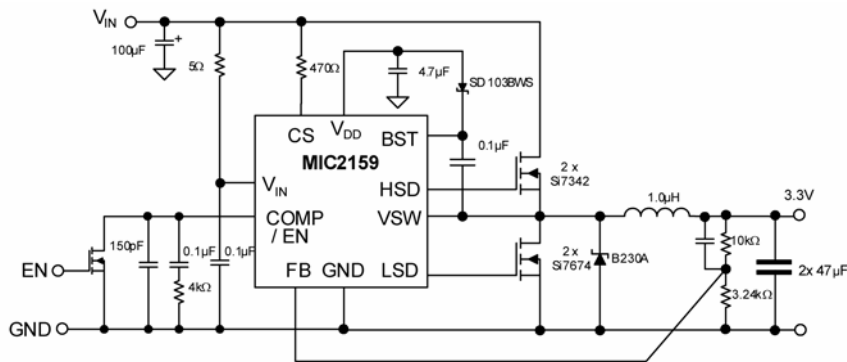 VIN
100µF
+
5Ω
470Ω
4.7µF
SD103BWS
CS
VDD
BST
0.1µF
MIC2159
2 x
Si7342
VIN
HSD
1.0µH
3.3V
COMP
/ EN
VSW
150pF
0.1µF
0.1µF
10kΩ
EN
4kΩ
FB
GND
LSD
2 x
Si7674
B230A
2x 47µF
3.24kΩ
GND